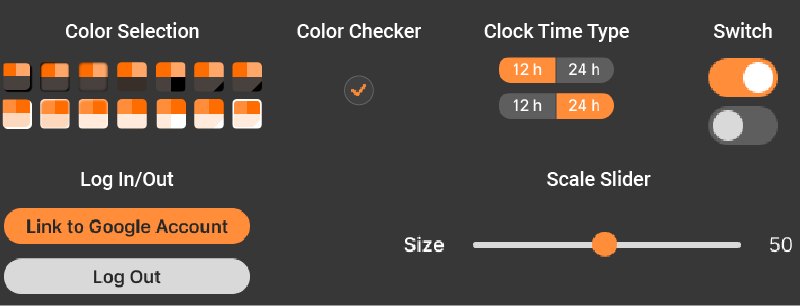 Color Selection
Color Checker
Clock Time Type
Switch
12 h 24 h
12 h 24 h
Log In/Out
Scale Slider
Link to Google Account
Size 50
Log Out